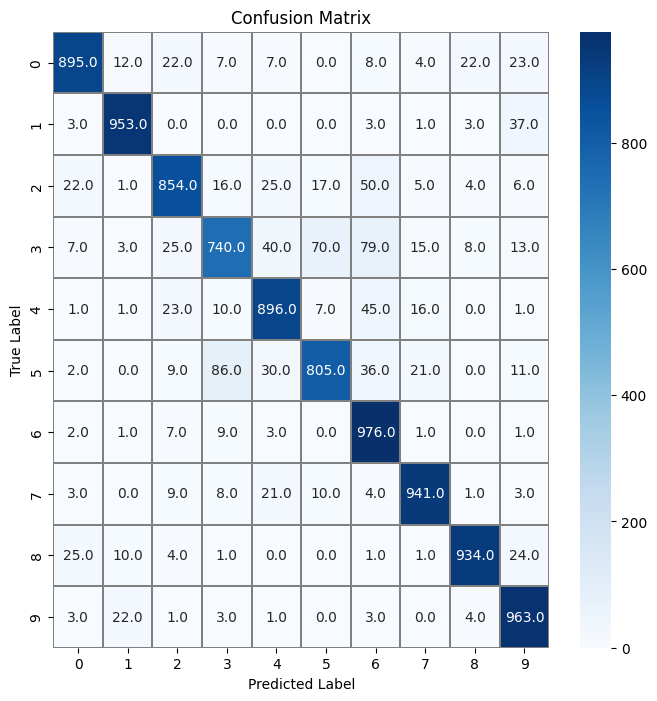 Confusion Matrix
0 895.0 12.0 22.0 7.0 7.0 0.0 8.0 4.0 22.0 23.0
1 3.0 953.0 0.0 0.0 0.0 0.0 3.0 1.0 3.0 37.0
2 22.0 1.0 854.0 16.0 25.0 17.0 50.0 5.0 4.0 6.0
3 7.0 3.0 25.0 740.0 40.0 70.0 79.0 15.0 8.0 13.0
4 1.0 1.0 23.0 10.0 896.0 7.0 45.0 16.0 0.0 1.0
5 2.0 0.0 9.0 86.0 30.0 805.0 36.0 21.0 0.0 11.0
6 2.0 1.0 7.0 9.0 3.0 0.0 976.0 1.0 0.0 1.0
7 3.0 0.0 9.0 8.0 21.0 10.0 4.0 941.0 1.0 3.0
8 25.0 10.0 4.0 1.0 0.0 0.0 1.0 1.0 934.0 24.0
9 3.0 22.0 1.0 3.0 1.0 0.0 3.0 0.0 4.0 963.0
0 1 2 3 4 5 6 7 8 9
Predicted Label
True Label
800
600
400
200
0